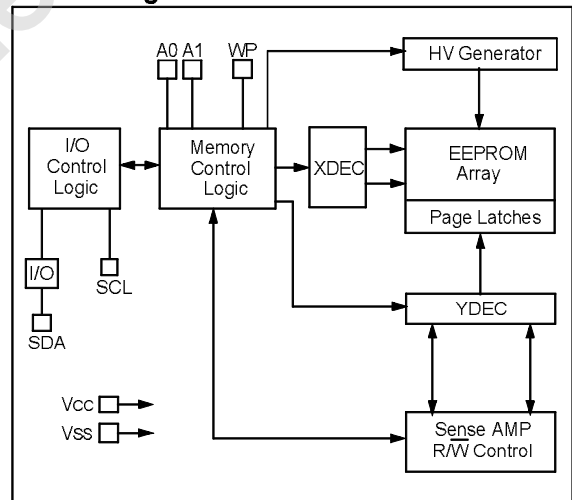 A0 A1 WP
HV Generator
I/O
Control
Logic
Memory
Control
Logic
XDEC
EEPROM
Array
Page Latches
I/O
SCL
SDA
YDEC
Vcc
Vss
Sense AMP
R/W̅ Control